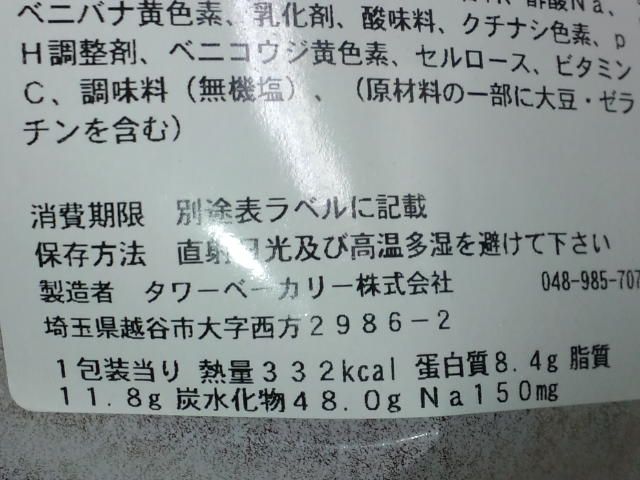 酢酸Na、
ベニバナ黄色素、乳化剤、酸味料、クチナシ色素、p
H調整剤、ベニコウジ黄色素、セルロース、ビタミン
C、調味料（無機塩）、（原材料の一部に大豆・ゼラ
チンを含む）
消費期限 別途表ラベルに記載
保存方法 直射日光及び高温多湿を避けて下さい
製造者 タワーベーカリー株式会社 048-985-707
埼玉県越谷市大字西方2986-2
1包装当り 熱量332kcal 蛋白質8.4g 脂質
11.8g 炭水化物48.0g Na150mg